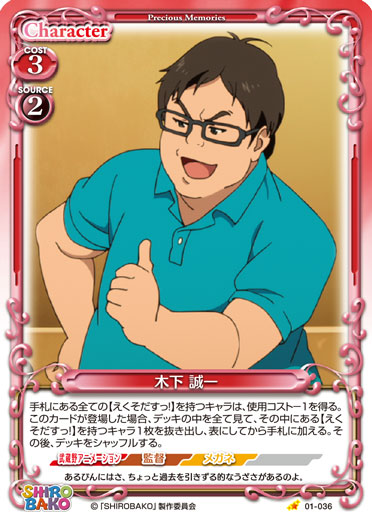 Precious Memories
Character
COST
3
SOURCE
2
木下 誠一
手札にある全ての【えくそだすっ!】を持つキャラは、使用コスト-1を得る。
このカードが登場した場合、デッキの中を全て見て、その中にある【えく
そだすっ!】を持つキャラ1枚を抜き出し、表にしてから手札に加える。そ
の後、デッキをシャッフルする。
武蔵野アニメーション 監督 メガネ
あるぴんにはさ、ちょっと過去を引きずる的なうざさがあるのよ。
SHIRO
BAKO
01-036
©「SHIROBAKO」製作委員会